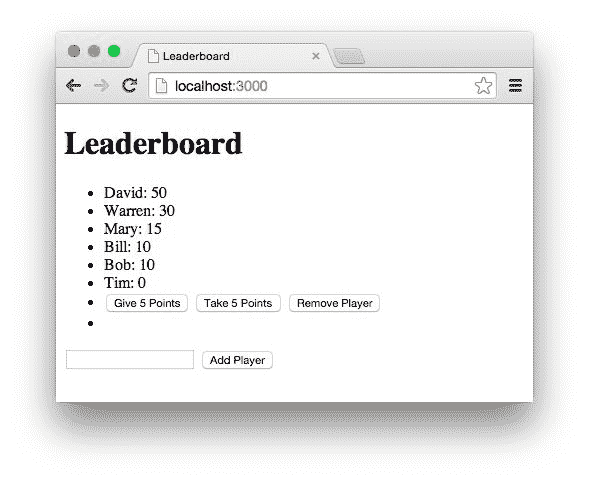 Leaderboard
localhost:3000
Leaderboard
David: 50
Warren: 30
Mary: 15
Bill: 10
Bob: 10
Tim: 0
Give 5 Points Take 5 Points Remove Player
Add Player